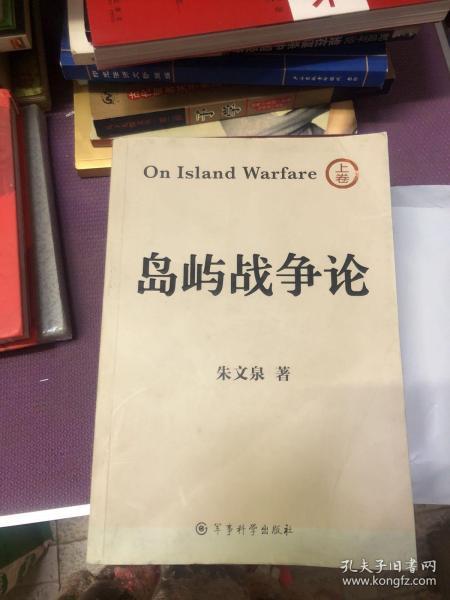 On Island Warfare
上卷
岛屿战争论
朱文泉 著
军事科学出版社
孔夫子旧书网
www.kongfz.com